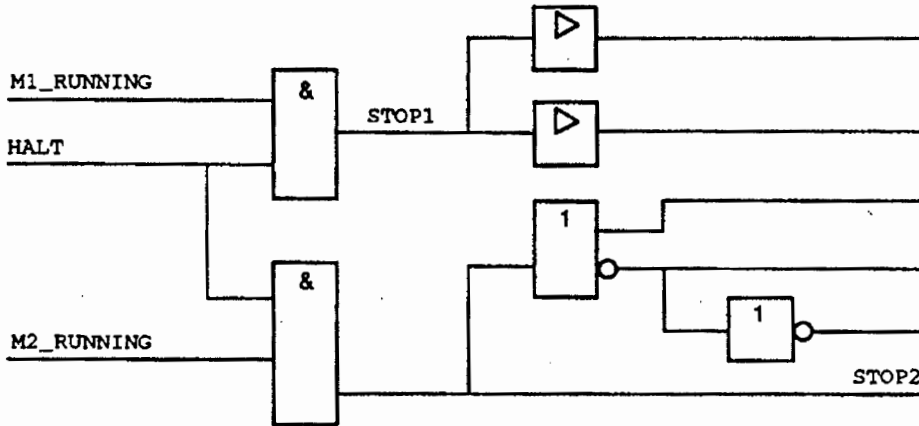 M1_RUNNING
&
STOP1
HALT
1
&
1
M2_RUNNING
STOP2